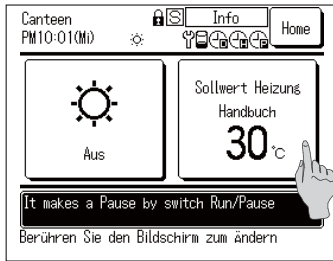 Canteen
S
Info
Home
PM10:01(Mi)
Sollwert Heizung
Handbuch
30°C
Aus
It makes a Pause by switch Run/Pause
Berühren Sie den Bildschirm zum Ändern